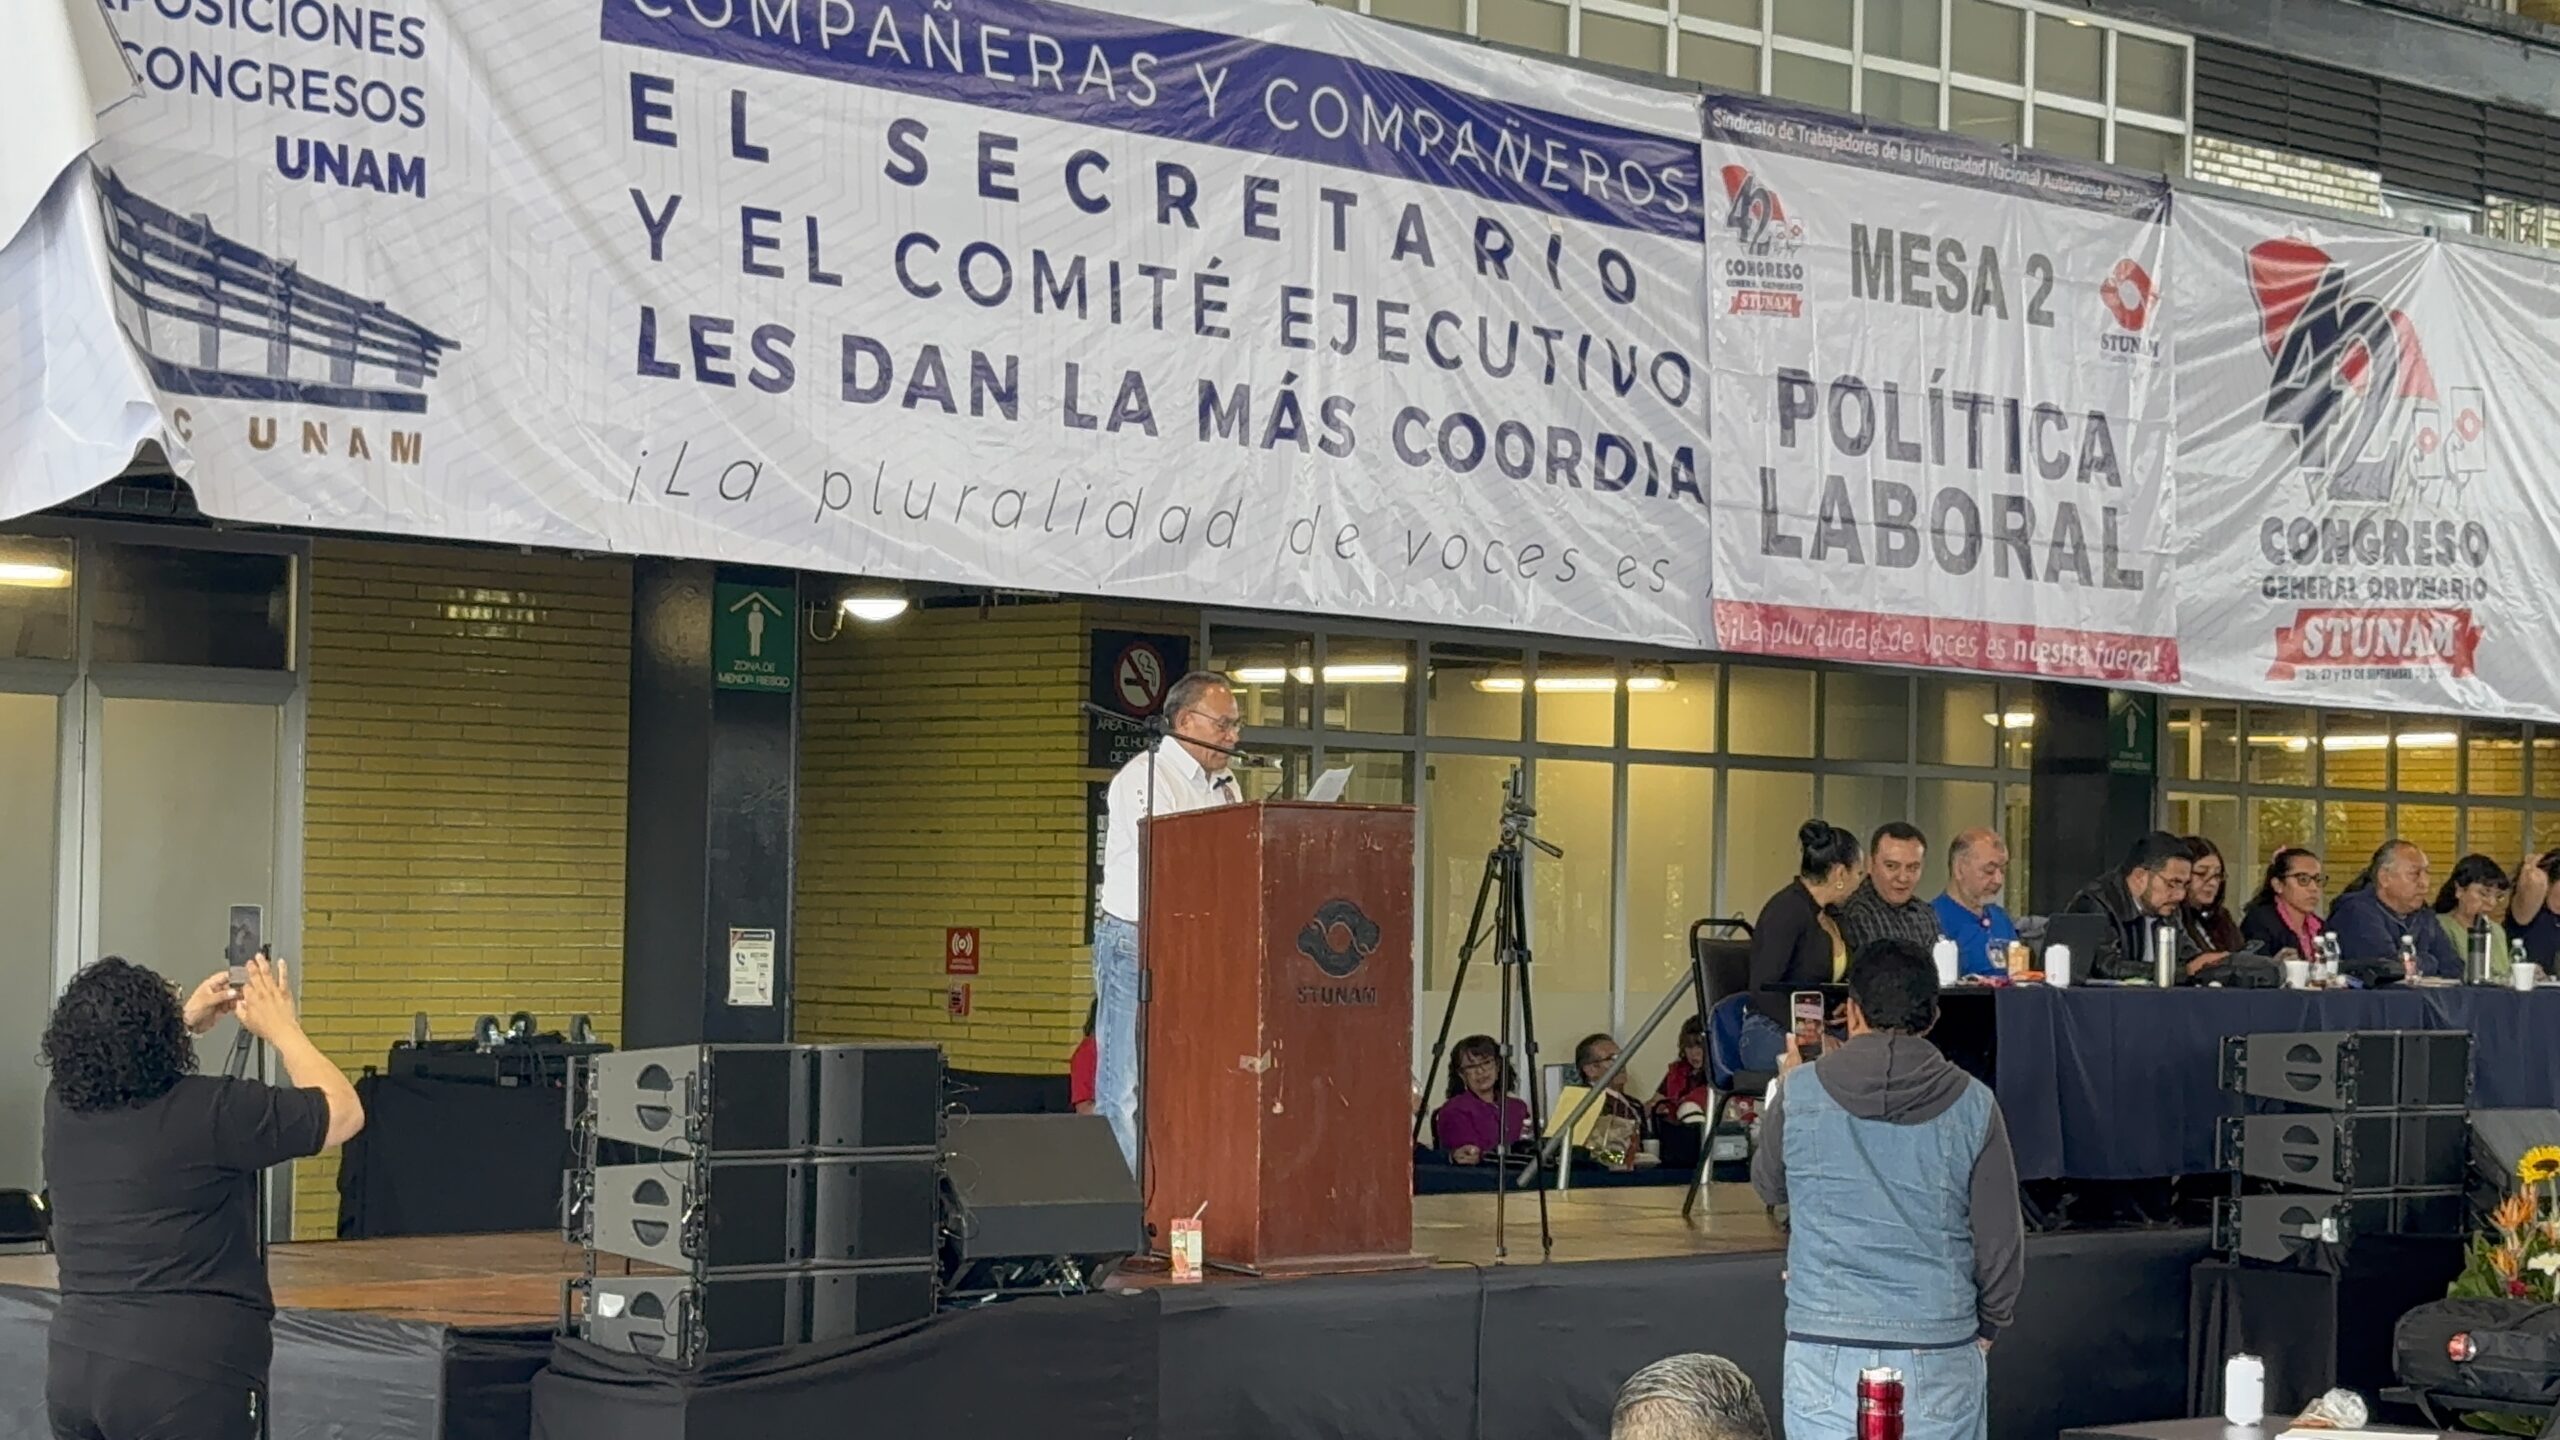 POSICIONES
CONGRESOS
UNAM
C UNAM
COMPAÑERAS Y COMPAÑEROS
EL SECRETARIO
Y EL COMITÉ EJECUTIVO
LES DAN LA MÁS COORDIA
¡La pluralidad de voces es
Sindicato de Trabajadores de la Universidad Nacional Autónoma de
42
CONGRESO
GENERAL ORDINARIO
STUNAM
MESA 2
STUNAM
POLÍTICA
LABORAL
¡La pluralidad de voces es nuestra fuerza!
42
CONGRESO
GENERAL ORDINARIO
STUNAM
ZONA DE
MENOR RIESGO
STUNAM